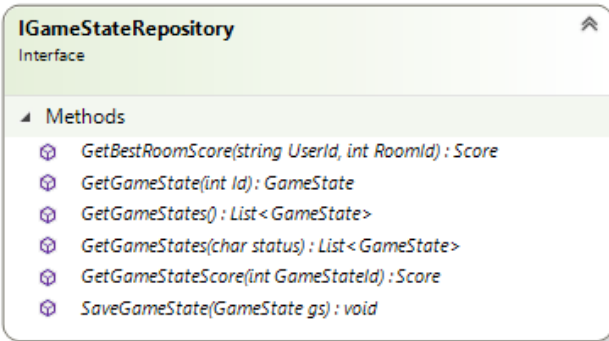 IGameStateRepository
Interface
Methods
GetBestRoomScore(string UserId, int RoomId) : Score
GetGameState(int Id) : GameState
GetGameStates() : List<GameState>
GetGameStates(char status) : List<GameState>
GetGameStateScore(int GameStateId) : Score
SaveGameState(GameState gs) : void